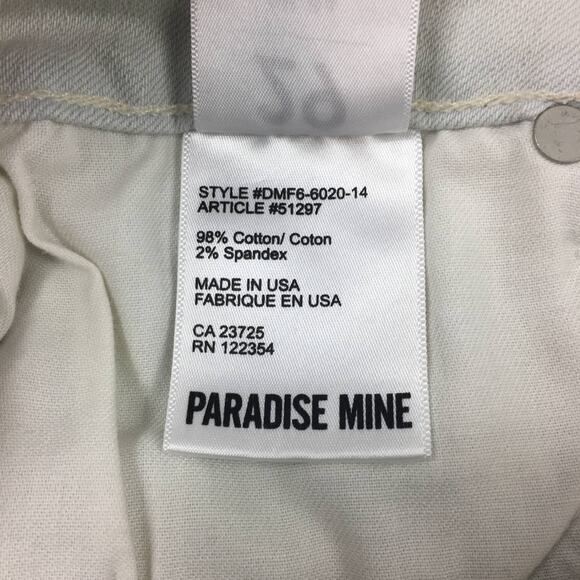 STYLE #DMF6-6020-14
ARTICLE #51297
98% Cotton/ Coton
2% Spandex
MADE IN USA
FABRIQUE EN USA
CA 23725
RN 122354
PARADISE MINE